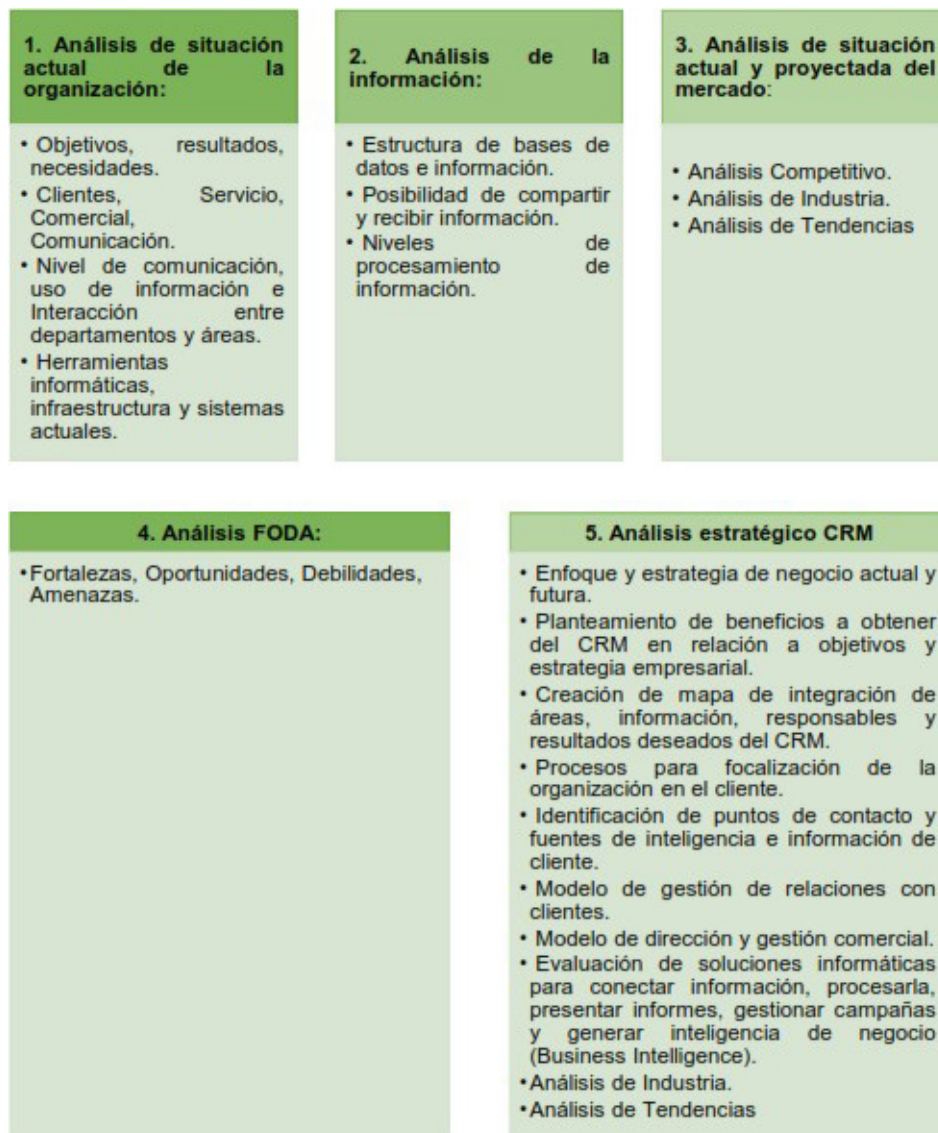 1. Análisis de situación
actual de la
organización:
• Objetivos, resultados,
necesidades.
• Clientes, Servicio,
Comercial,
Comunicación.
• Nivel de comunicación,
uso de información e
Interacción entre
departamentos y áreas.
• Herramientas
informáticas,
infraestructura y sistemas
actuales.
2. Análisis de la
información:
• Estructura de bases de
datos e información.
• Posibilidad de compartir
y recibir información.
• Niveles de
procesamiento de
información.
3. Análisis de situación
actual y proyectada del
mercado:
• Análisis Competitivo.
• Análisis de Industria.
• Análisis de Tendencias
4. Análisis FODA:
•Fortalezas, Oportunidades, Debilidades,
Amenazas.
5. Análisis estratégico CRM
• Enfoque y estrategia de negocio actual y
futura.
• Planteamiento de beneficios a obtener
del CRM en relación a objetivos y
estrategia empresarial.
• Creación de mapa de integración de
áreas, información, responsables y
resultados deseados del CRM.
• Procesos para focalización de la
organización en el cliente.
• Identificación de puntos de contacto y
fuentes de inteligencia e información de
cliente.
• Modelo de gestión de relaciones con
clientes.
• Modelo de dirección y gestión comercial.
• Evaluación de soluciones informáticas
para conectar información, procesarla,
presentar informes, gestionar campañas
y generar inteligencia de negocio
(Business Intelligence).
•Análisis de Industria.
•Análisis de Tendencias